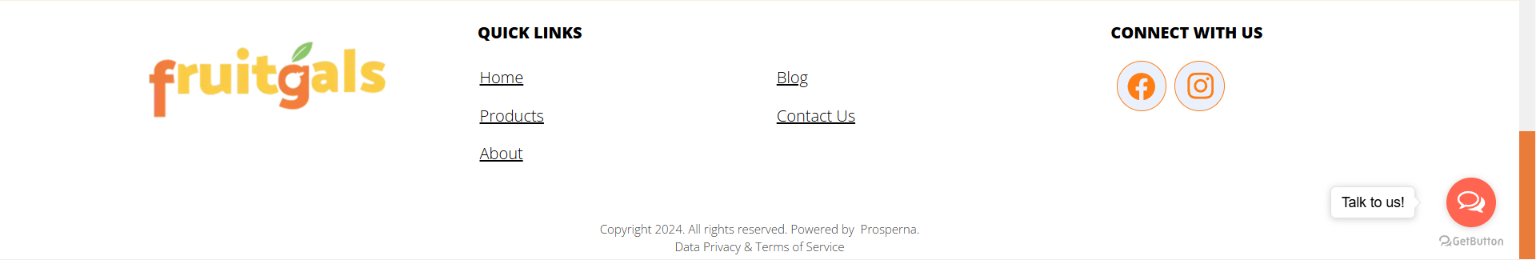 fruitgals
QUICK LINKS
Home
Products
About
Blog
Contact Us
CONNECT WITH US
Talk to us!
GetButton
Copyright 2024. All rights reserved. Powered by Prosperna.
Data Privacy & Terms of Service